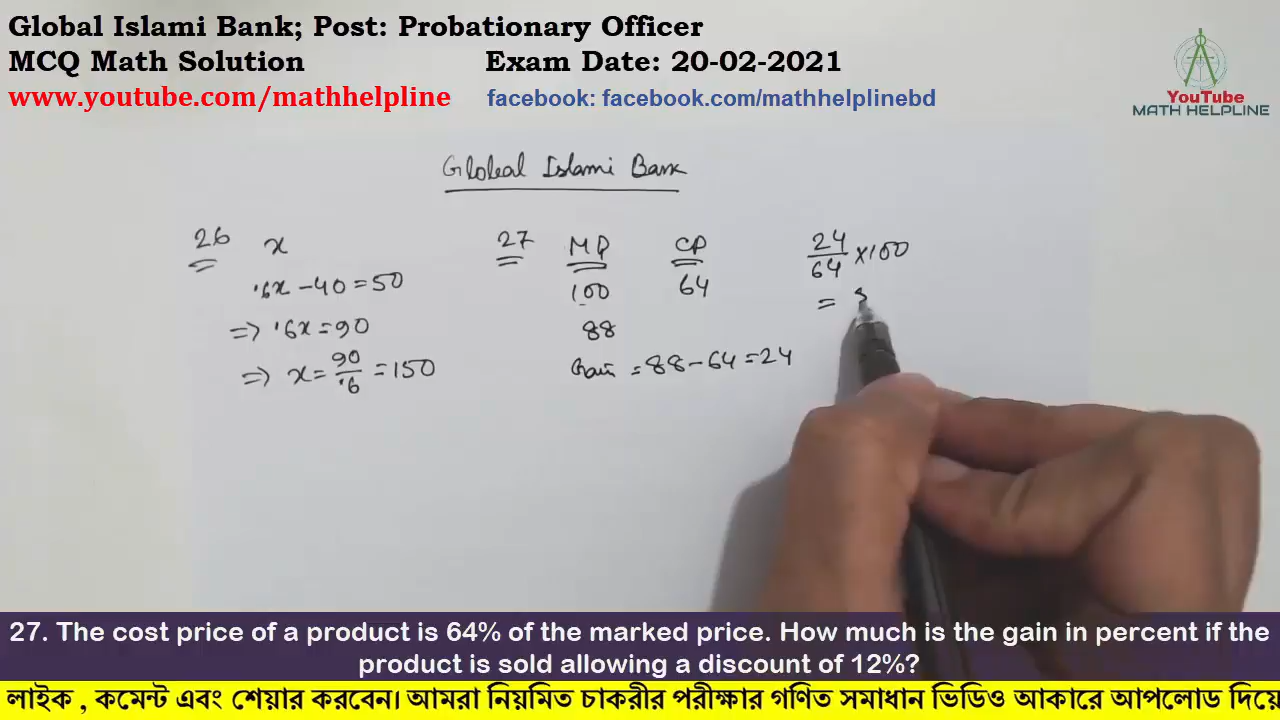 Global Islami Bank; Post: Probationary Officer
MCQ Math Solution Exam Date: 20-02-2021
www.youtube.com/mathhelpline facebook: facebook.com/mathhelplinebd
YouTube
MATH HELPLINE
Global Islami Bank
26 x
.6x - 40 = 50
=> .6x = 90
=> x = 90/.6 = 150
27 MP CP
100 64
88
Gain = 88 - 64 = 24
24/64 × 100
=
27. The cost price of a product is 64% of the marked price. How much is the gain in percent if the
product is sold allowing a discount of 12%?
লাইক , কমেন্ট এবং শেয়ার করবেন। আমরা নিয়মিত চাকরীর পরীক্ষার গণিত সমাধান ভিডিও আকারে আপলোড দিয়ে